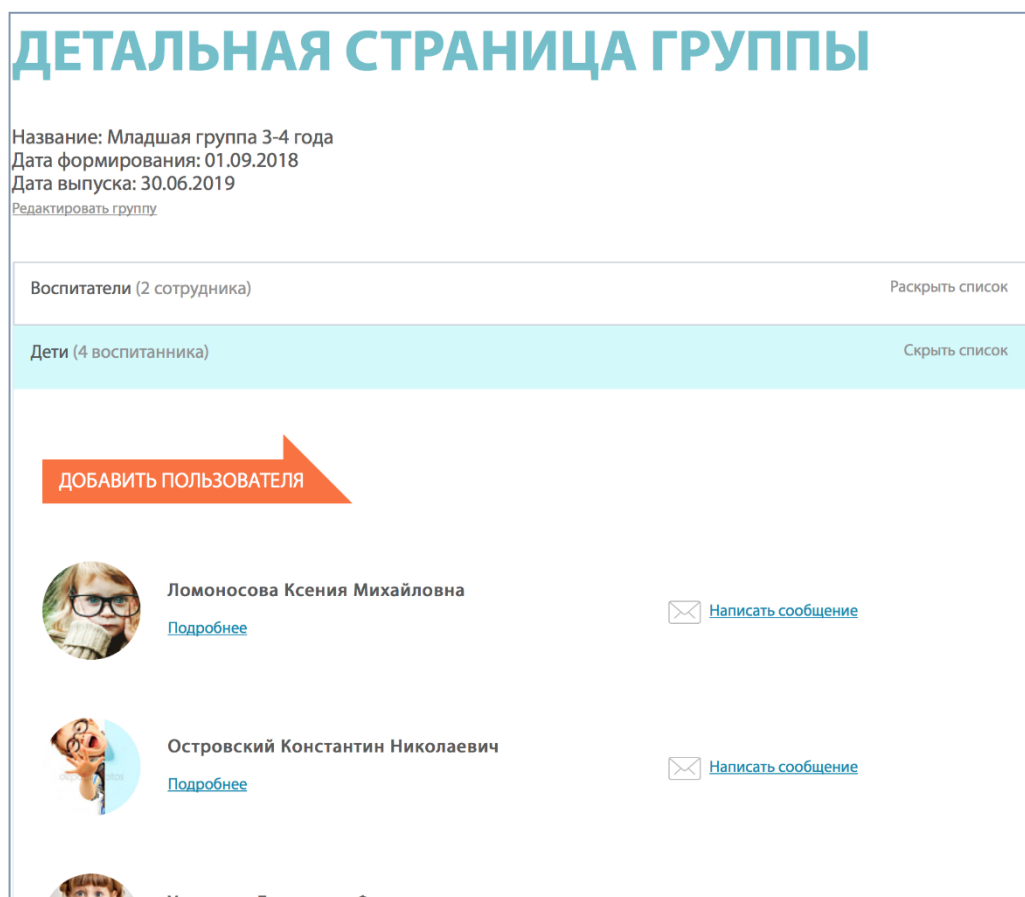 ДЕТАЛЬНАЯ СТРАНИЦА ГРУППЫ
Название: Младшая группа 3-4 года
Дата формирования: 01.09.2018
Дата выпуска: 30.06.2019
Редактировать группу
Воспитатели (2 сотрудника) Раскрыть список
Дети (4 воспитанника) Скрыть список
ДОБАВИТЬ ПОЛЬЗОВАТЕЛЯ
Ломоносова Ксения Михайловна
Написать сообщение
Подробнее
Островский Константин Николаевич
Написать сообщение
Подробнее